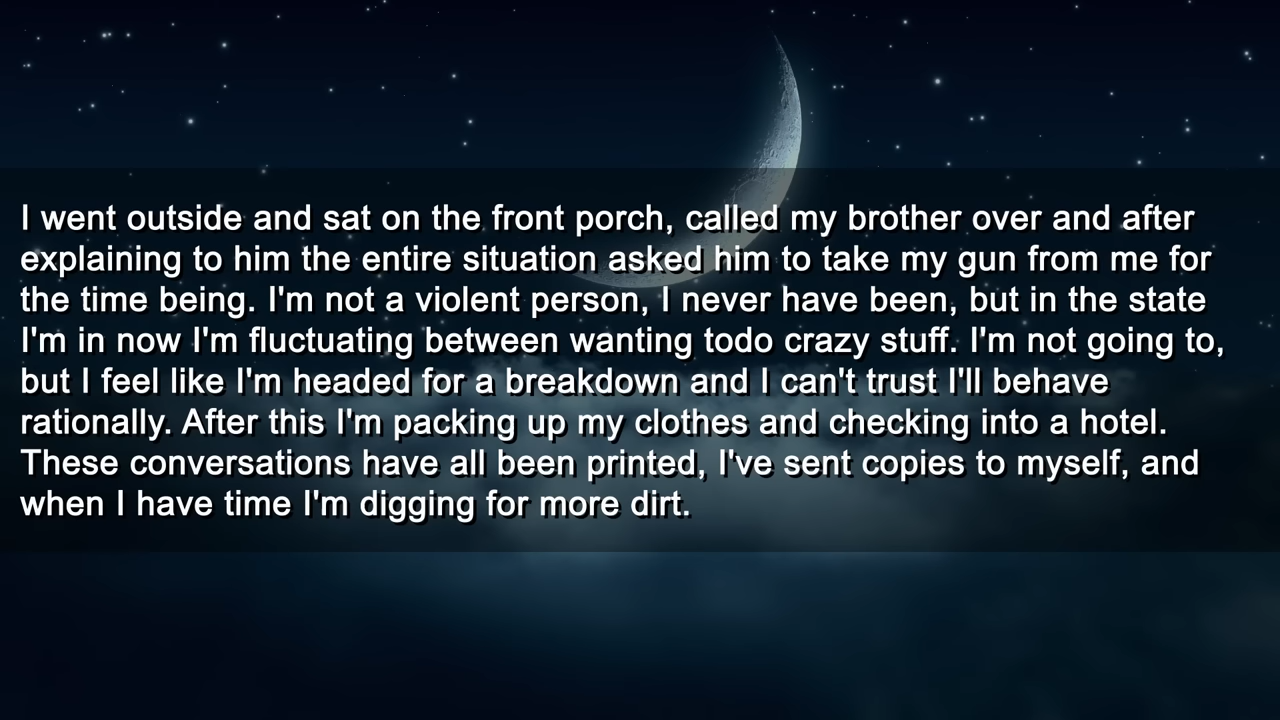 I went outside and sat on the front porch, called my brother over and after
explaining to him the entire situation asked him to take my gun from me for
the time being. I'm not a violent person, I never have been, but in the state
I'm in now I'm fluctuating between wanting todo crazy stuff. I'm not going to,
but I feel like I'm headed for a breakdown and I can't trust I'll behave
rationally. After this I'm packing up my clothes and checking into a hotel.
These conversations have all been printed, I've sent copies to myself, and
when I have time I'm digging for more dirt.